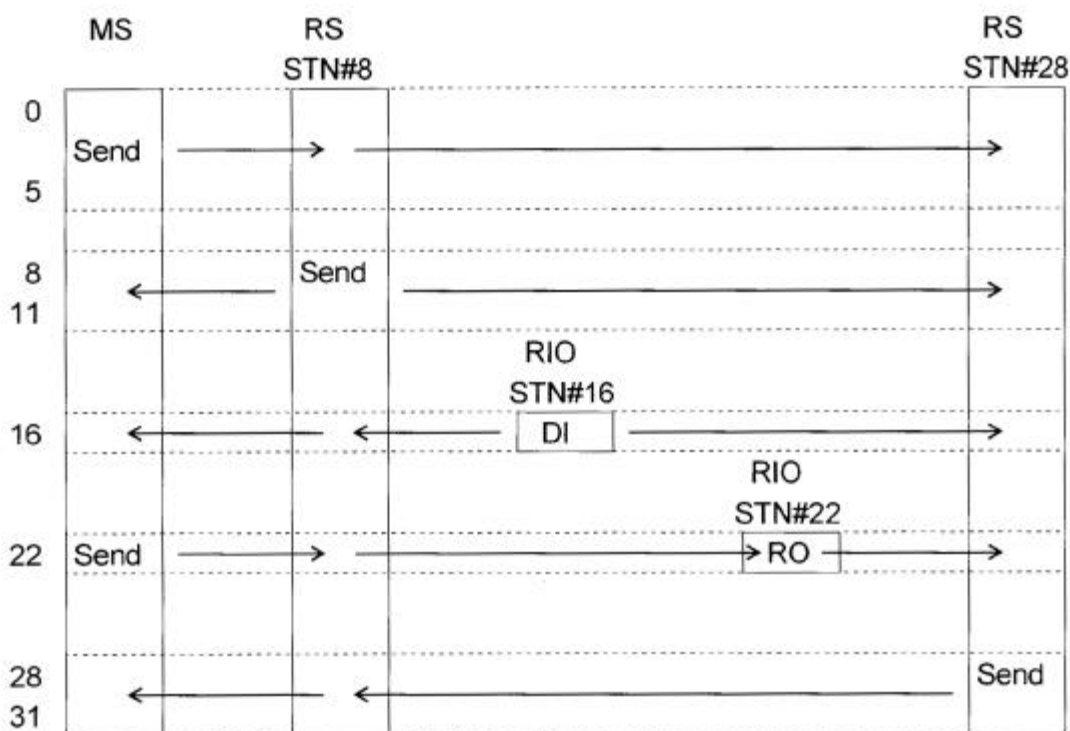 MS RS RS
STN#8 STN#28
0
Send
5
8 Send
11
RIO
STN#16
16 DI
RIO
STN#22
22 Send RO
28 Send
31